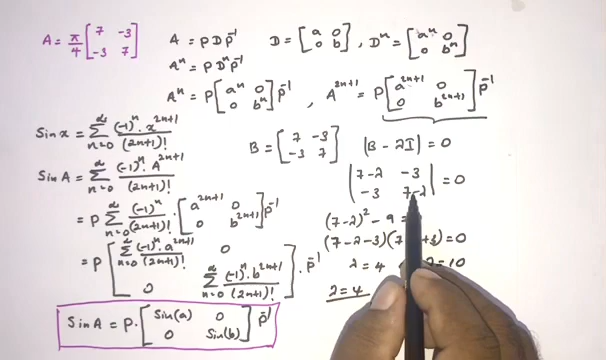 A = π/4 [7 -3; -3 7]
A = PDP⁻¹
D = [a 0; 0 b], Dⁿ = [aⁿ 0; 0 bⁿ]
Aⁿ = PDⁿP⁻¹
Aⁿ = P[aⁿ 0; 0 bⁿ]P⁻¹, A²ⁿ⁺¹ = P[a²ⁿ⁺¹ 0; 0 b²ⁿ⁺¹]P⁻¹
Sin x = ∑_{n=0}^{∞} (-1)ⁿ · x²ⁿ⁺¹ / (2n+1)!
Sin A = ∑_{n=0}^{∞} (-1)ⁿ · A²ⁿ⁺¹ / (2n+1)!
= P ∑_{n=0}^{∞} (-1)ⁿ / (2n+1)! · [a²ⁿ⁺¹ 0; 0 b²ⁿ⁺¹]P⁻¹
= P [∑_{n=0}^{∞} (-1)ⁿ · a²ⁿ⁺¹ / (2n+1)! 0; 0 ∑_{n=0}^{∞} (-1)ⁿ · b²ⁿ⁺¹ / (2n+1)!] · P⁻¹
Sin A = P · [Sin(a) 0; 0 Sin(b)] P⁻¹
B = [7 -3; -3 7] |B - λI| = 0
|7-λ -3; -3 7-λ| = 0
(7-λ)² - 9 =
(7-λ-3)(7 +3) = 0
λ = 4 λ = 10
λ = 4